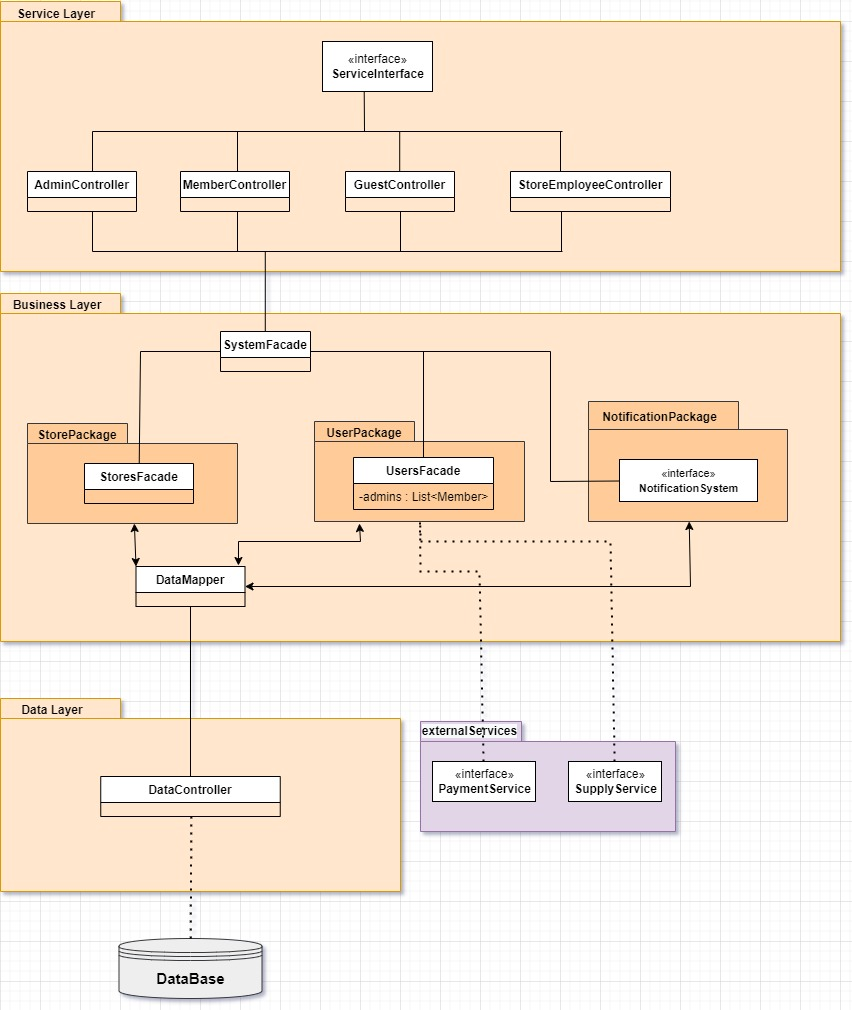 Service Layer
«interface»
ServiceInterface
AdminController
MemberController
GuestController
StoreEmployeeController
Business Layer
SystemFacade
StorePackage
StoresFacade
UserPackage
UsersFacade
-admins : List<Member>
NotificationPackage
«interface»
NotificationSystem
DataMapper
Data Layer
DataController
externalServices
«interface»
PaymentService
«interface»
SupplyService
DataBase